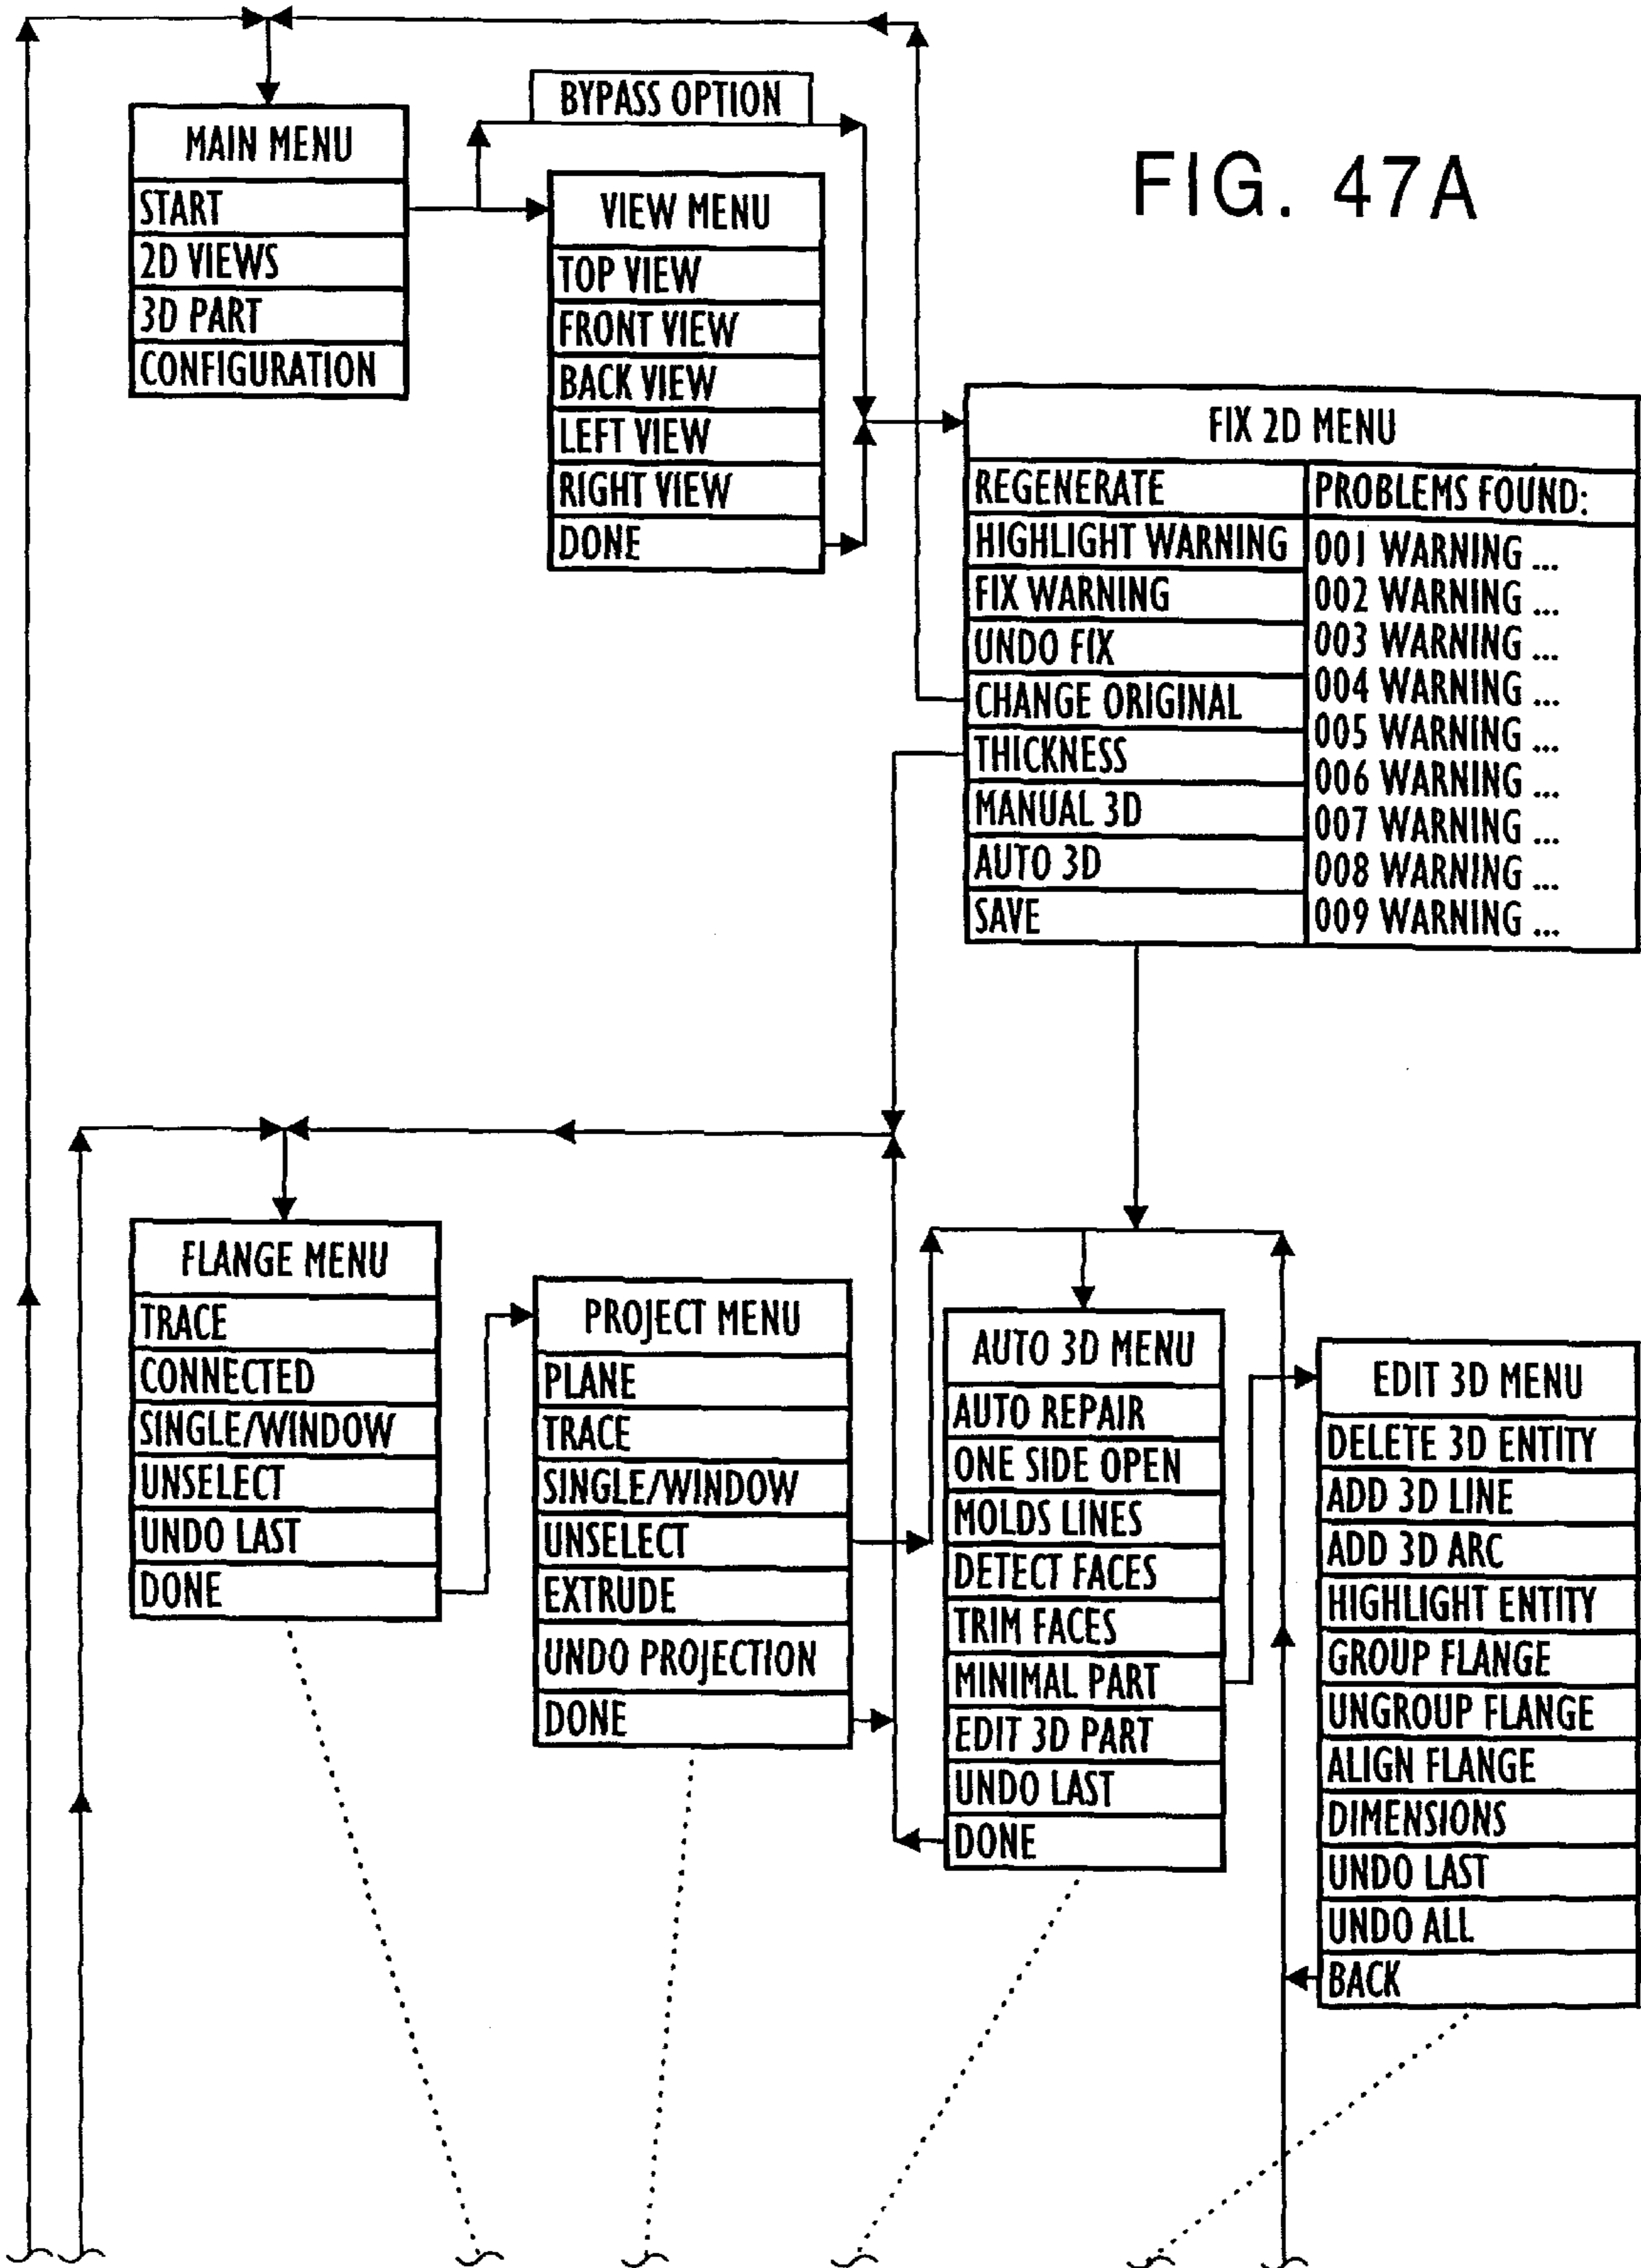 BYPASS OPTION
FIG. 47A
MAIN MENU
START
2D VIEWS
3D PART
CONFIGURATION
VIEW MENU
TOP VIEW
FRONT VIEW
BACK VIEW
LEFT VIEW
RIGHT VIEW
DONE
FIX 2D MENU
REGENERATE
HIGHLIGHT WARNING
FIX WARNING
UNDO FIX
CHANGE ORIGINAL
THICKNESS
MANUAL 3D
AUTO 3D
SAVE
PROBLEMS FOUND:
001 WARNING ...
002 WARNING ...
003 WARNING ...
004 WARNING ...
005 WARNING ...
006 WARNING ...
007 WARNING ...
008 WARNING ...
009 WARNING ...
FLANGE MENU
TRACE
CONNECTED
SINGLE/WINDOW
UNSELECT
UNDO LAST
DONE
PROJECT MENU
PLANE
TRACE
SINGLE/WINDOW
UNSELECT
EXTRUDE
UNDO PROJECTION
DONE
AUTO 3D MENU
AUTO REPAIR
ONE SIDE OPEN
MOLDS LINES
DETECT FACES
TRIM FACES
MINIMAL PART
EDIT 3D PART
UNDO LAST
DONE
EDIT 3D MENU
DELETE 3D ENTITY
ADD 3D LINE
ADD 3D ARC
HIGHLIGHT ENTITY
GROUP FLANGE
UNGROUP FLANGE
ALIGN FLANGE
DIMENSIONS
UNDO LAST
UNDO ALL
BACK